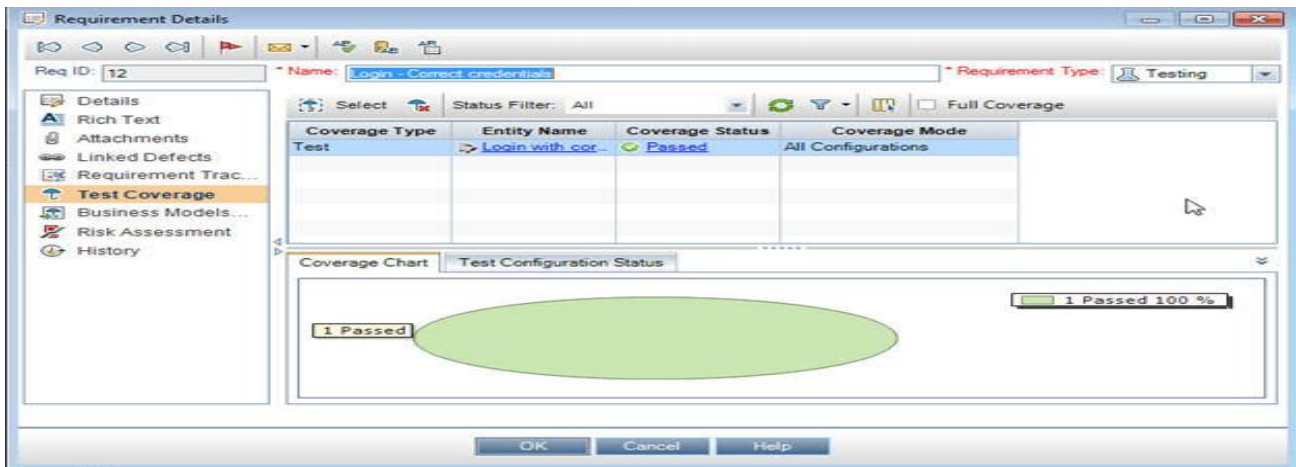 Requirement Details
Req ID: 12 * Name: Login - Correct credentials * Requirement Type: Testing
Details
Rich Text
Attachments
Linked Defects
Requirement Trac...
Test Coverage
Business Models...
Risk Assessment
History
Select Status Filter: All Full Coverage
Coverage Type Entity Name Coverage Status Coverage Mode
Test Login with cor... Passed All Configurations
Coverage Chart Test Configuration Status
1 Passed 100 %
1 Passed
OK Cancel Help